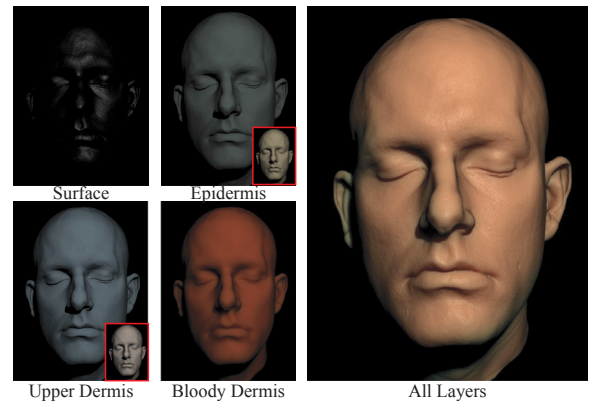 Surface
Epidermis
Upper Dermis
Bloody Dermis
All Layers